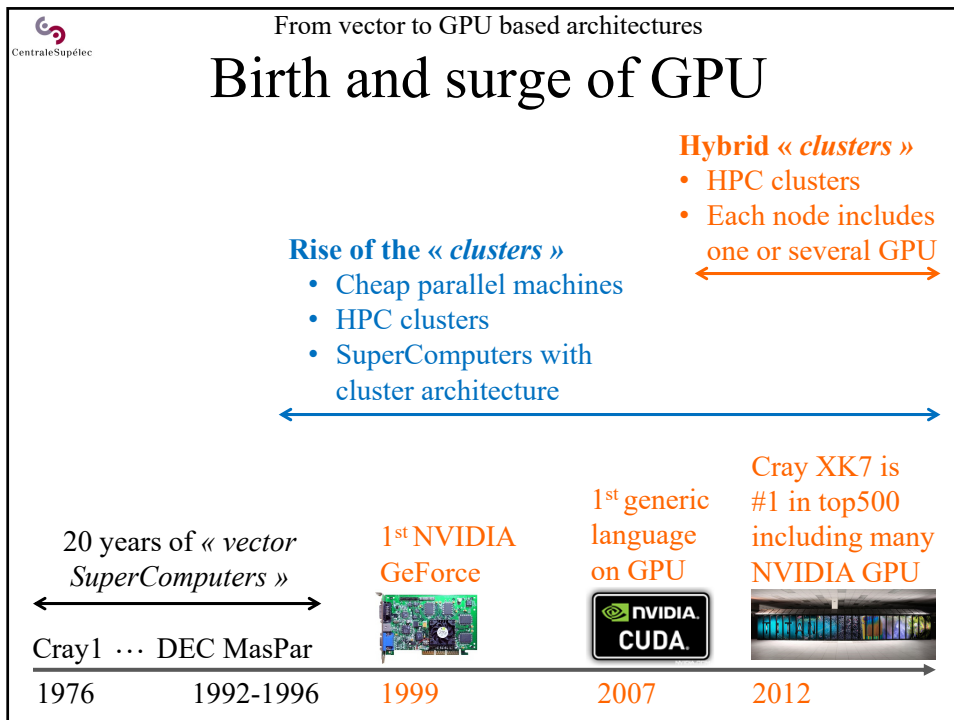 CentraleSupélec
From vector to GPU based architectures
Birth and surge of GPU
Hybrid « clusters »
• HPC clusters
• Each node includes
one or several GPU
Rise of the « clusters »
• Cheap parallel machines
• HPC clusters
• SuperComputers with
cluster architecture
20 years of « vector
SuperComputers »
1st NVIDIA
GeForce
1st generic
language
on GPU
Cray XK7 is
#1 in top500
including many
NVIDIA GPU
NVIDIA.
CUDA.
Cray1 ⋯ DEC MasPar
1976 1992-1996 1999 2007 2012